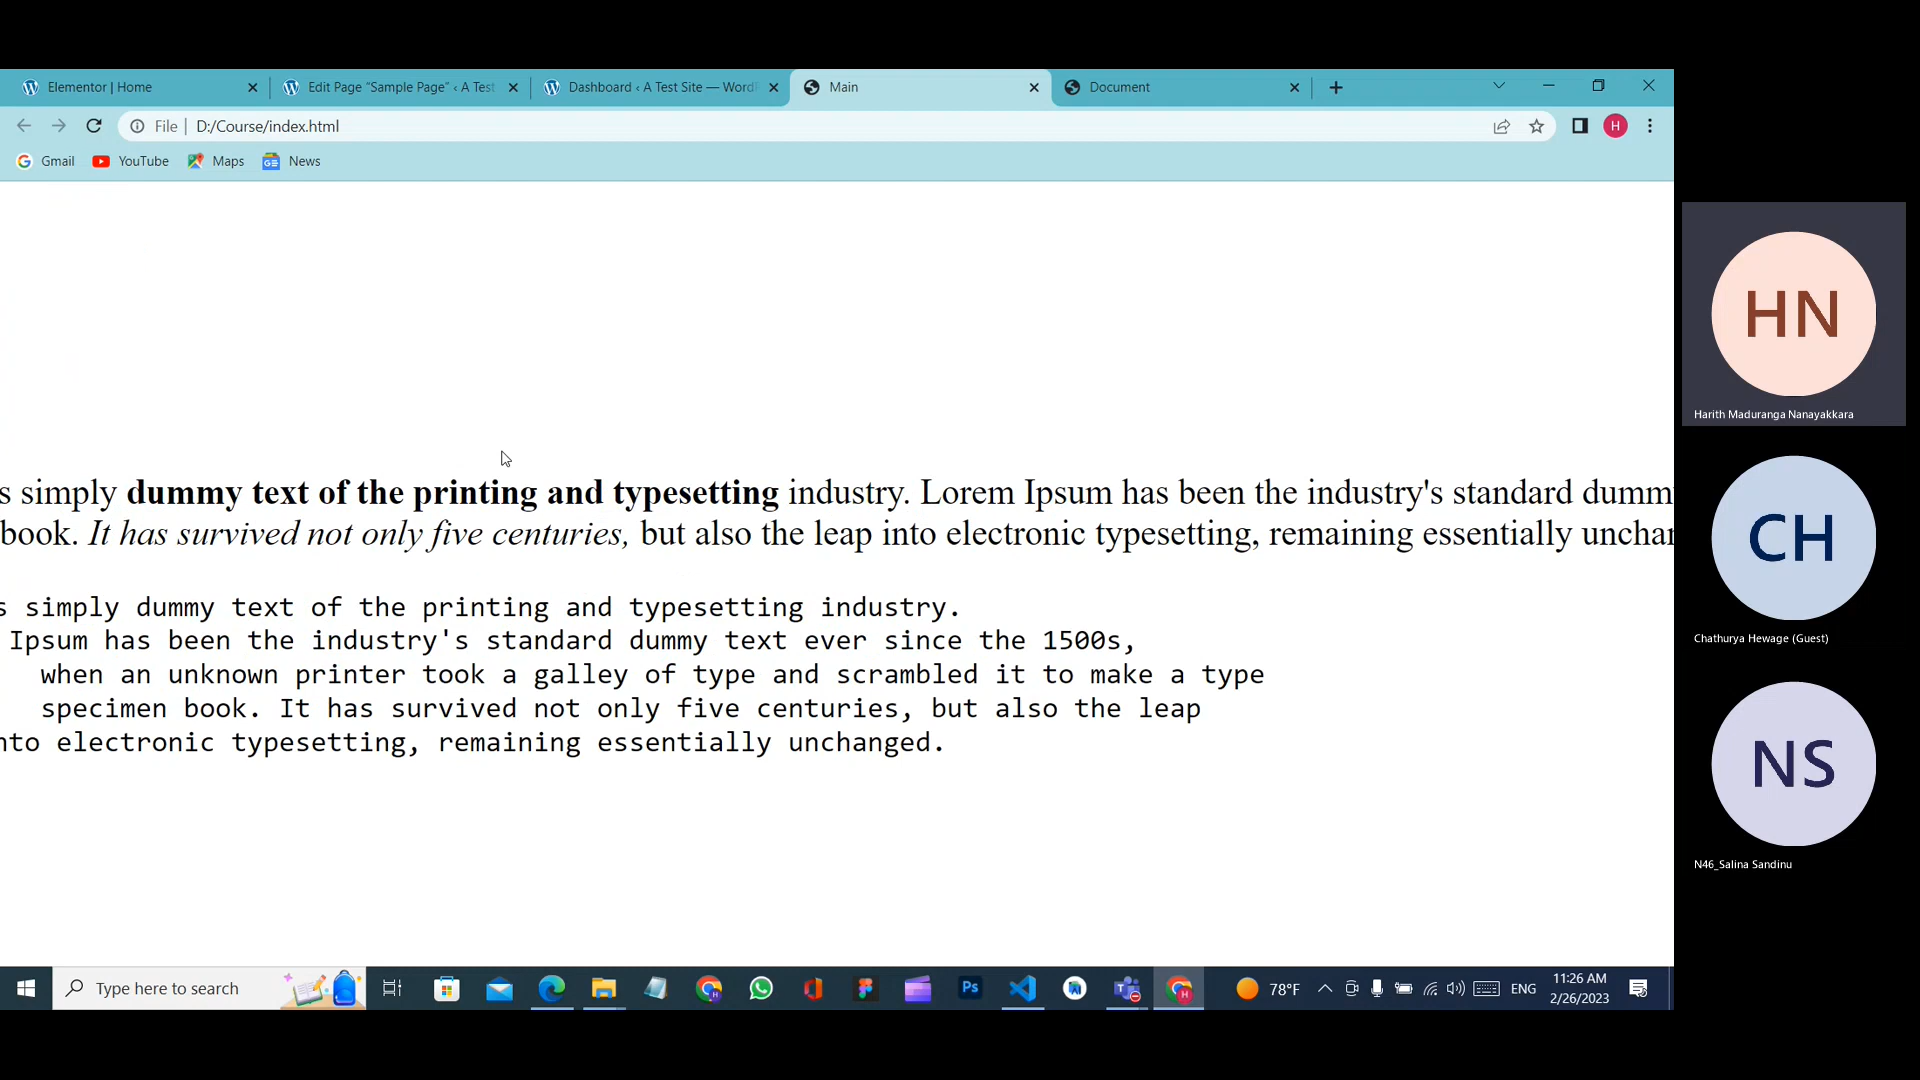 Elementor | Home
Edit Page "Sample Page" ‹ A Test
Dashboard ‹ A Test Site — Word
Main
Document
File
D:/Course/index.html
H
Gmail
YouTube
Maps
News
s simply dummy text of the printing and typesetting industry. Lorem Ipsum has been the industry's standard dumm
book. It has survived not only five centuries, but also the leap into electronic typesetting, remaining essentially unchan
s simply dummy text of the printing and typesetting industry.
Ipsum has been the industry's standard dummy text ever since the 1500s,
when an unknown printer took a galley of type and scrambled it to make a type
specimen book. It has survived not only five centuries, but also the leap
nto electronic typesetting, remaining essentially unchanged.
HN
Harith Maduranga Nanayakkara
CH
Chathurya Hewage (Guest)
NS
N46_Salina Sandinu
Type here to search
Ps
78°F
ENG
11:26 AM
2/26/2023